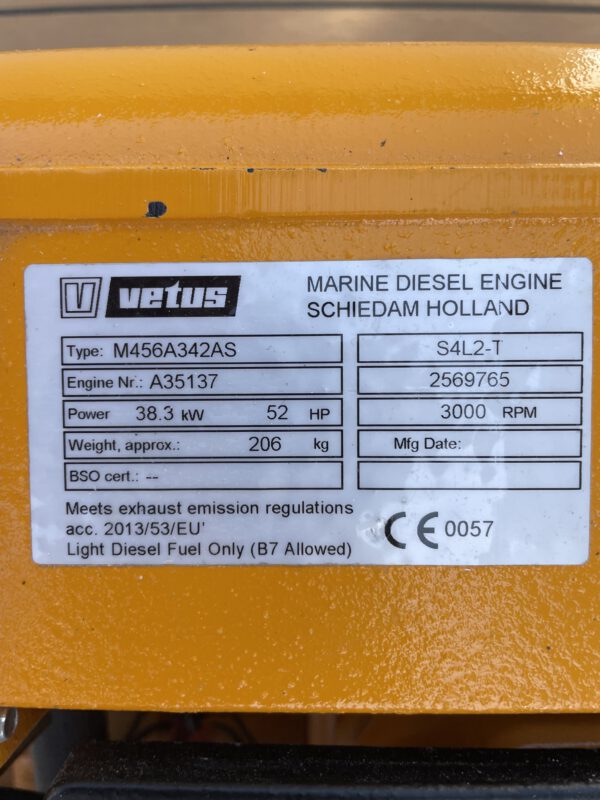 V vetus
MARINE DIESEL ENGINE
SCHIEDAM HOLLAND
Type: M456A342AS
S4L2-T
Engine Nr.: A35137
2569765
Power 38.3 kW 52 HP
3000 RPM
Weight, approx.: 206 kg
Mfg Date:
BSO cert.: --
Meets exhaust emission regulations
acc. 2013/53/EU'
Light Diesel Fuel Only (B7 Allowed)
CE 0057